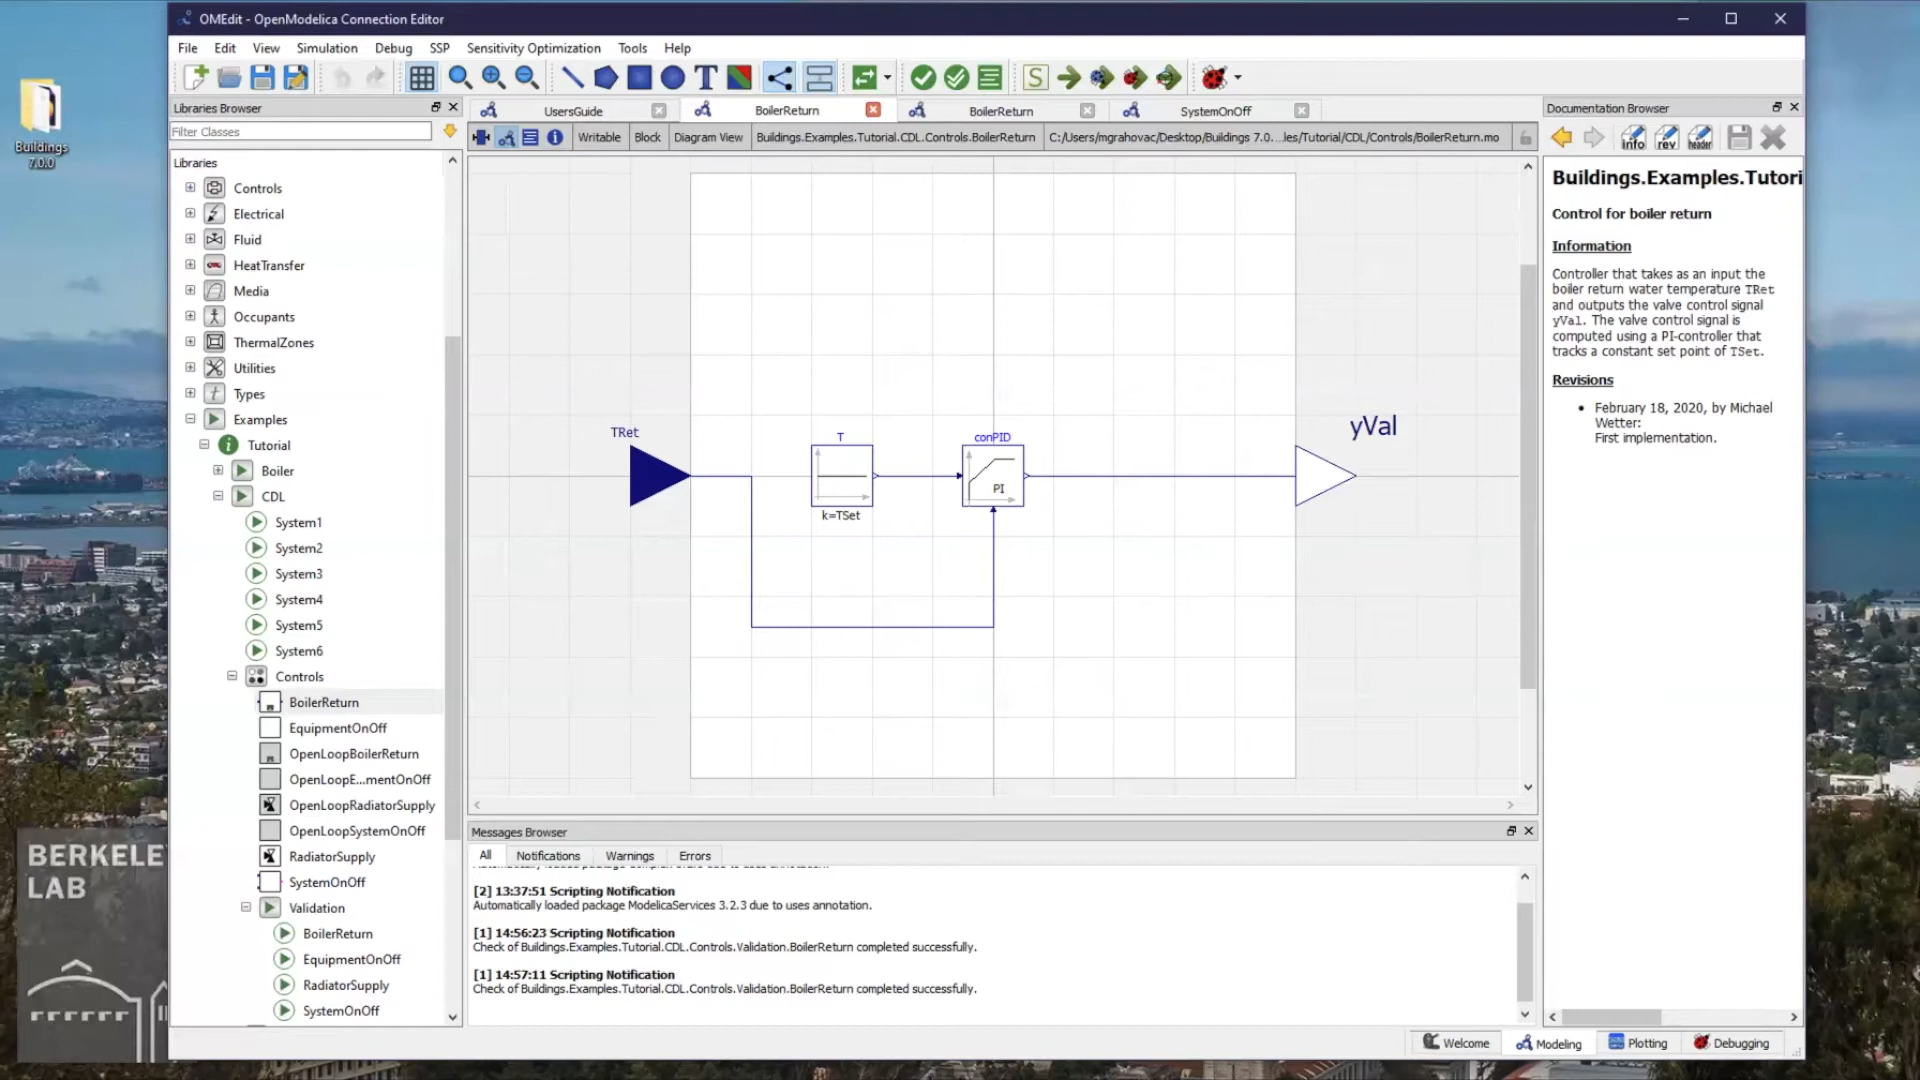 Buildings
7.0.0
BERKELE
LAB
OMEdit - OpenModelica Connection Editor
File Edit View Simulation Debug SSP Sensitivity Optimization Tools Help
Libraries Browser
Filter Classes
Libraries
Controls
Electrical
Fluid
HeatTransfer
Media
Occupants
ThermalZones
Utilities
Types
Examples
Tutorial
Boiler
CDL
System1
System2
System3
System4
System5
System6
Controls
BoilerReturn
EquipmentOnOff
OpenLoopBoilerReturn
OpenLoopE...mentOnOff
OpenLoopRadiatorSupply
OpenLoopSystemOnOff
RadiatorSupply
SystemOnOff
Validation
BoilerReturn
EquipmentOnOff
RadiatorSupply
SystemOnOff
UsersGuide BoilerReturn BoilerReturn SystemOnOff
Writable Block Diagram View Buildings.Examples.Tutorial.CDL.Controls.BoilerReturn C:/Users/mgrahovac/Desktop/Buildings 7.0. ...les/Tutorial/CDL/Controls/BoilerReturn.mo
TRet
T
k=TSet
conPID
PI
yVal
Messages Browser
All Notifications Warnings Errors
[2] 13:37:51 Scripting Notification
Automatically loaded package ModelicaServices 3.2.3 due to uses annotation.
[1] 14:56:23 Scripting Notification
Check of Buildings.Examples.Tutorial.CDL.Controls.Validation.BoilerReturn completed successfully.
[1] 14:57:11 Scripting Notification
Check of Buildings.Examples.Tutorial.CDL.Controls.Validation.BoilerReturn completed successfully.
Documentation Browser
info rev header
Buildings.Examples.Tutori
Control for boiler return
Information
Controller that takes as an input the
boiler return water temperature TRet
and outputs the valve control signal
yVal. The valve control signal is
computed using a PI-controller that
tracks a constant set point of TSet.
Revisions
• February 18, 2020, by Michael
Wetter:
First implementation.
Welcome Modeling Plotting Debugging